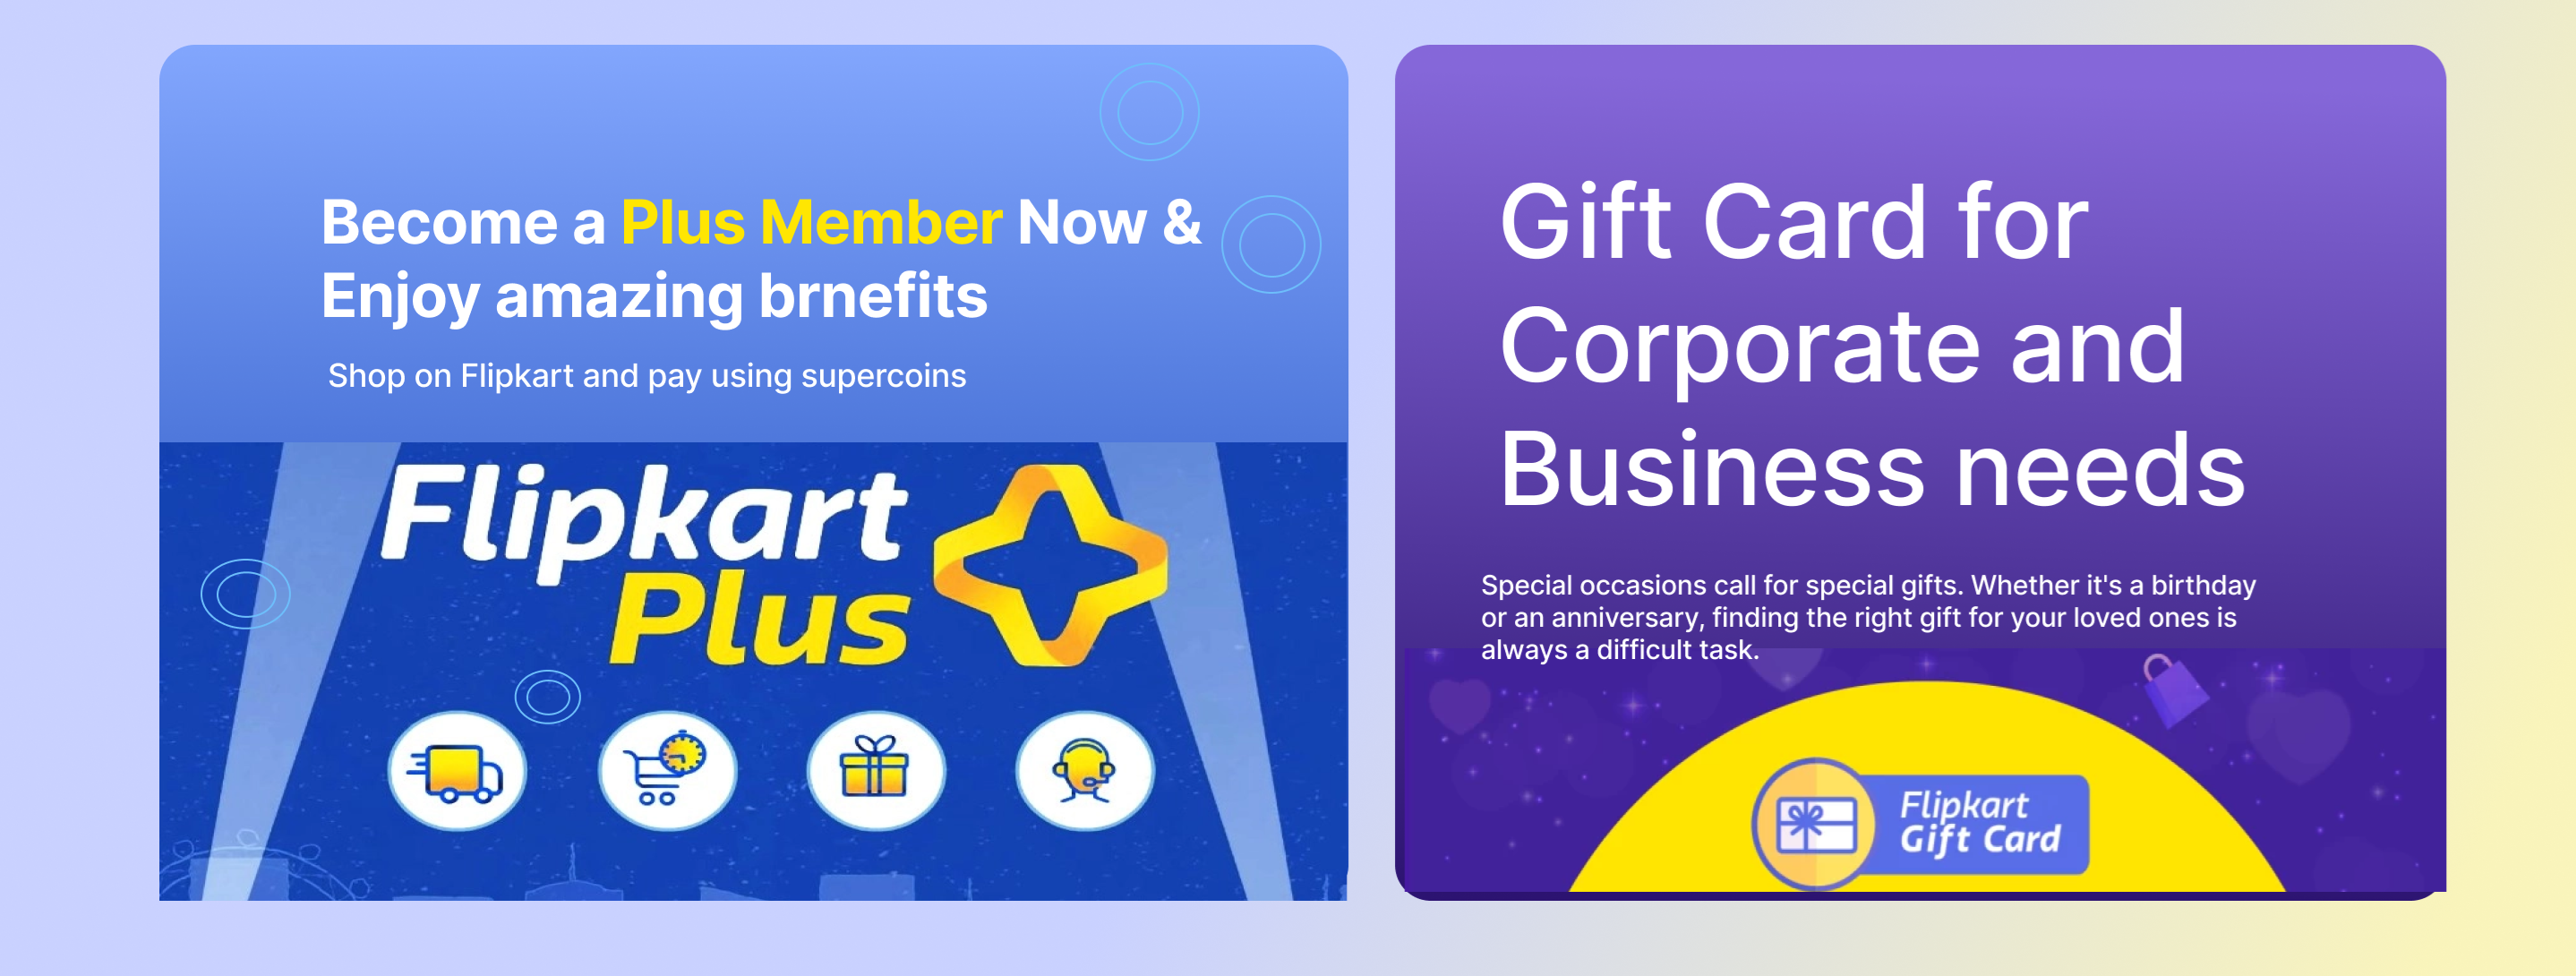 Become a Plus Member Now &
Enjoy amazing brnefits
Shop on Flipkart and pay using supercoins
Flipkart
Plus
Gift Card for
Corporate and
Business needs
Special occasions call for special gifts. Whether it's a birthday
or an anniversary, finding the right gift for your loved ones is
always a difficult task.
Flipkart
Gift Card